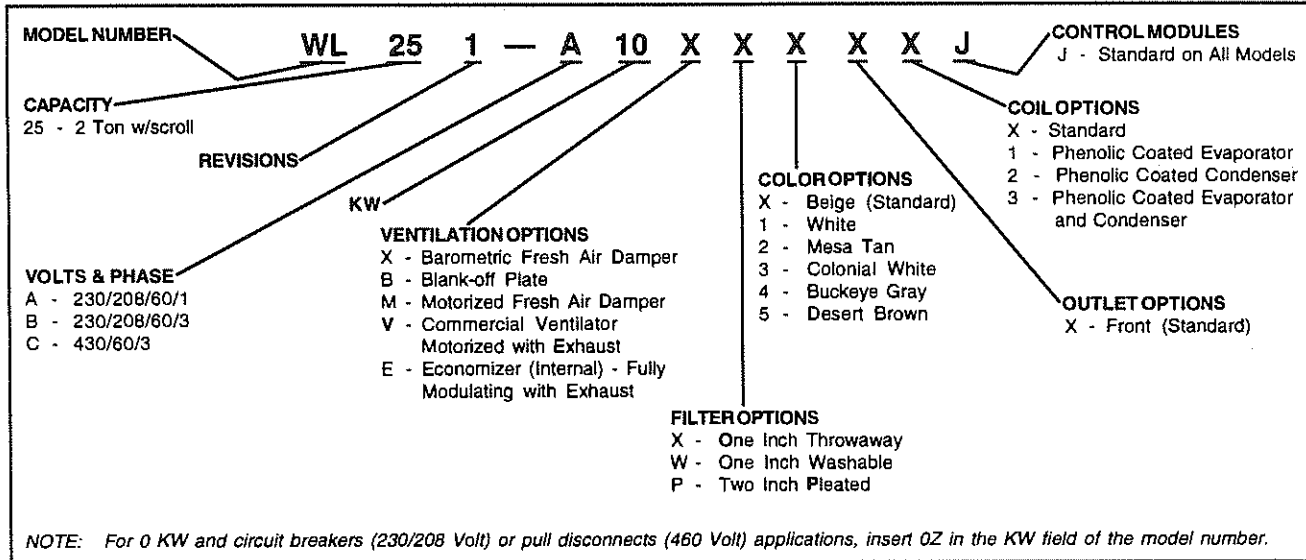 MODEL NUMBER
WL 25 1 — A 10 X X X X X J
CONTROL MODULES
J - Standard on All Models
CAPACITY
25 - 2 Ton w/scroll
COIL OPTIONS
X - Standard
1 - Phenolic Coated Evaporator
2 - Phenolic Coated Condenser
3 - Phenolic Coated Evaporator
and Condenser
REVISIONS
KW
COLOR OPTIONS
X - Beige (Standard)
1 - White
2 - Mesa Tan
3 - Colonial White
4 - Buckeye Gray
5 - Desert Brown
VENTILATION OPTIONS
X - Barometric Fresh Air Damper
B - Blank-off Plate
M - Motorized Fresh Air Damper
V - Commercial Ventilator
Motorized with Exhaust
E - Economizer (Internal) - Fully
Modulating with Exhaust
VOLTS & PHASE
A - 230/208/60/1
B - 230/208/60/3
C - 430/60/3
OUTLET OPTIONS
X - Front (Standard)
FILTER OPTIONS
X - One Inch Throwaway
W - One Inch Washable
P - Two Inch Pleated
NOTE: For 0 KW and circuit breakers (230/208 Volt) or pull disconnects (460 Volt) applications, insert 0Z in the KW field of the model number.